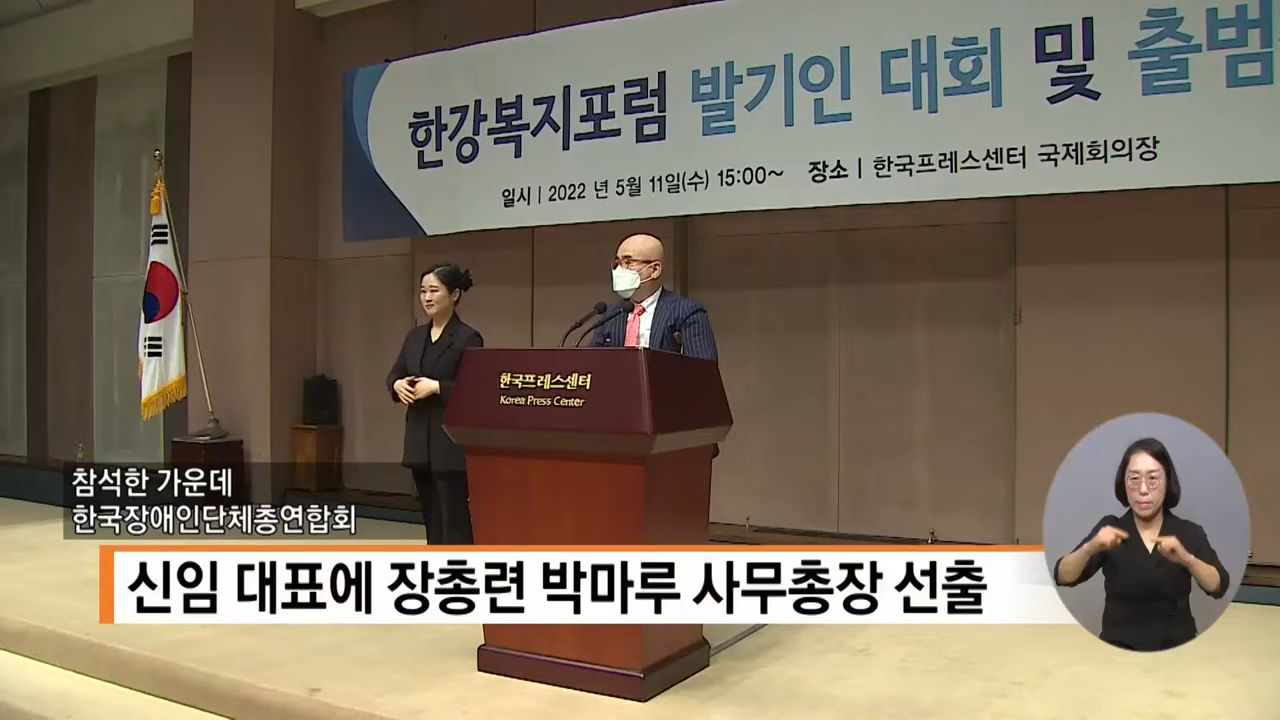 한강복지포럼 발기인 대회 및 출범
일시 | 2022 년 5월 11일(수) 15:00~ 장소 | 한국프레스센터 국제회의장
한국프레스센터
Korea Press Center
참석한 가운데
한국장애인단체총연합회
신임 대표에 장총련 박마루 사무총장 선출